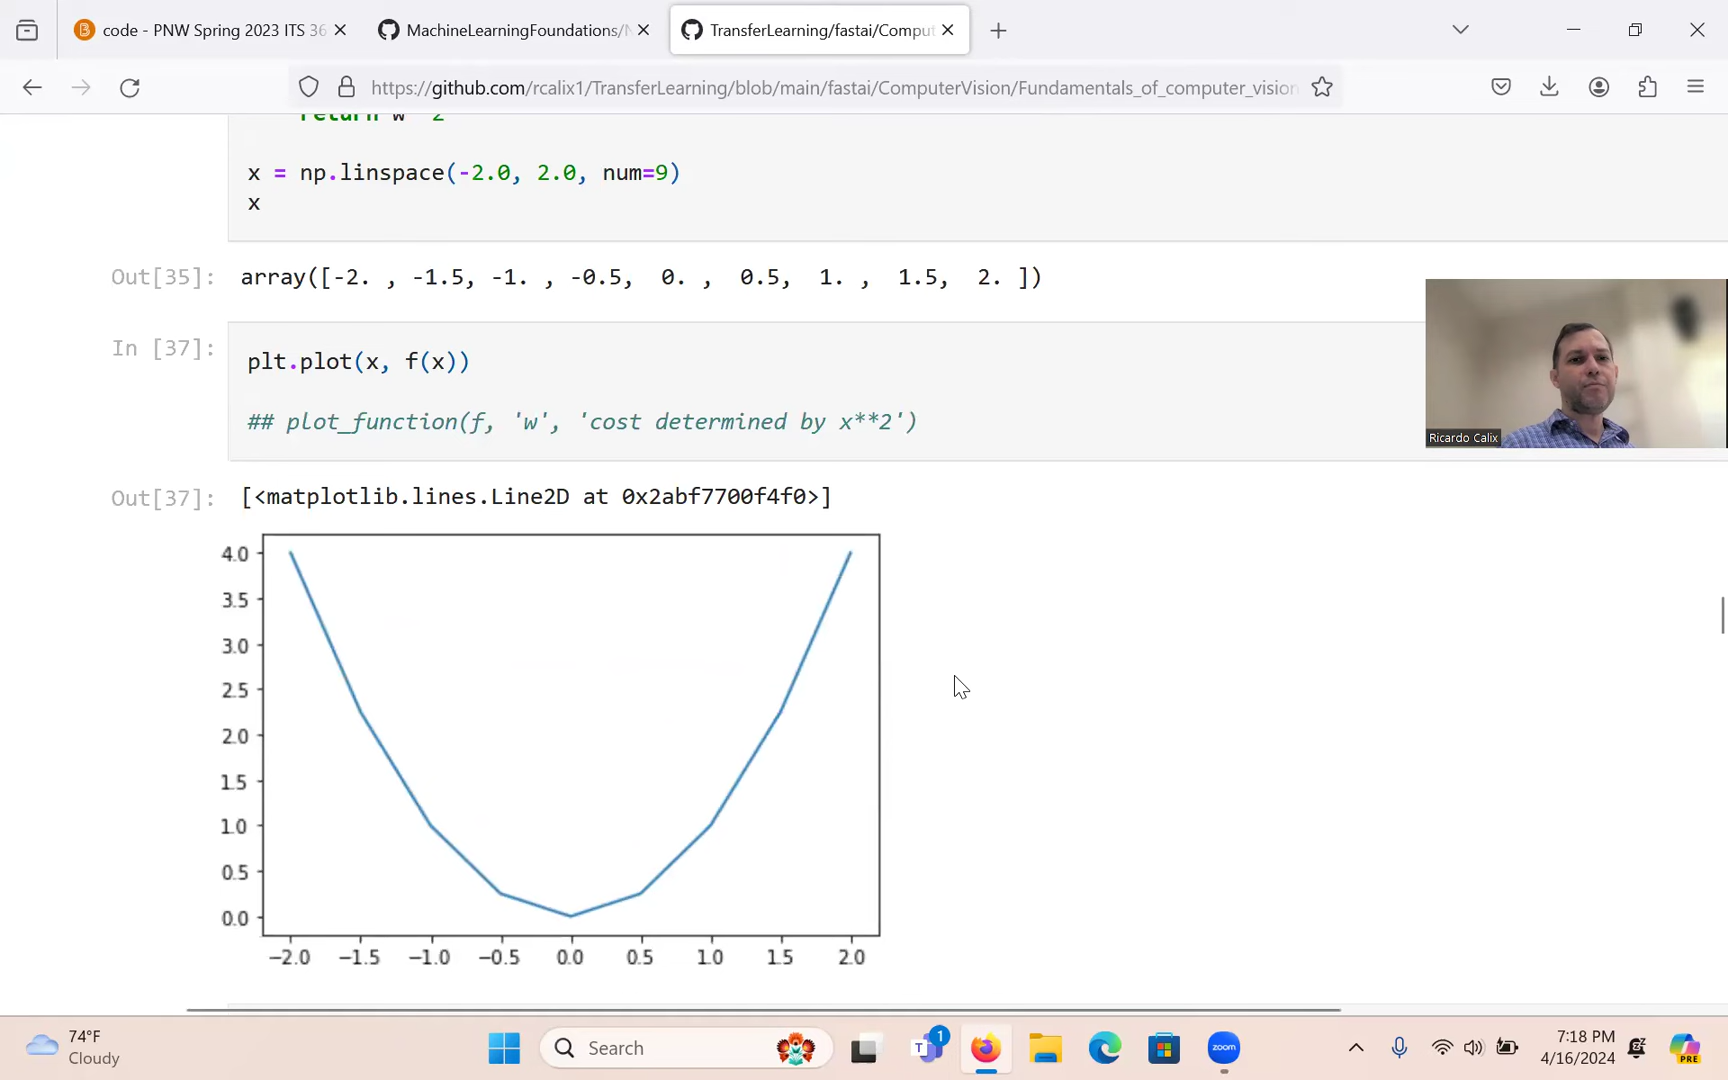 code - PNW Spring 2023 ITS 36
MachineLearningFoundations/N
TransferLearning/fastai/Comput
https://github.com/rcalix1/TransferLearning/blob/main/fastai/ComputerVision/Fundamentals_of_computer_vision
x = np.linspace(-2.0, 2.0, num=9)
x
Out[35]: array([-2. , -1.5, -1. , -0.5, 0. , 0.5, 1. , 1.5, 2. ])
In [37]: plt.plot(x, f(x))
## plot_function(f, 'w', 'cost determined by x**2')
Ricardo Calix
Out[37]: [<matplotlib.lines.Line2D at 0x2abf7700f4f0>]
4.0
3.5
3.0
2.5
2.0
1.5
1.0
0.5
0.0
−2.0 −1.5 −1.0 −0.5 0.0 0.5 1.0 1.5 2.0
74°F
Cloudy
Search
T
1
zoom
7:18 PM
4/16/2024
PRE